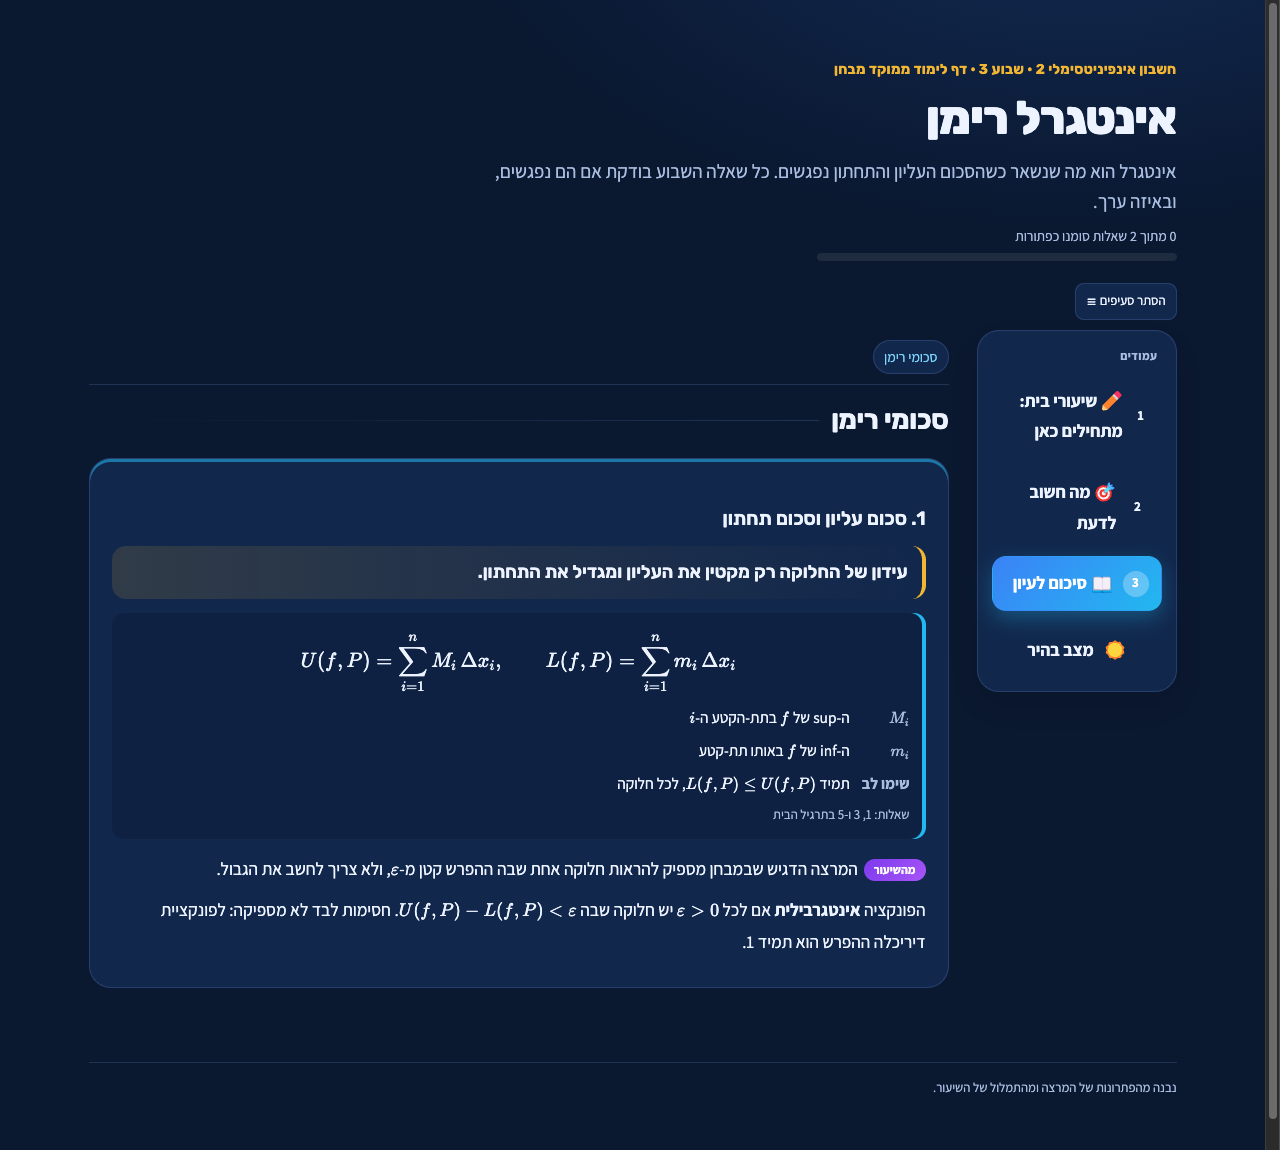 חשבון אינפיניטסימלי 2 • שבוע 3 • דף לימוד ממוקד מבחן
אינטגרל רימן
אינטגרל הוא מה שנשאר כשהסכום העליון והתחתון נפגשים. כל שאלה השבוע בודקת אם הם נפגשים,
ובאיזה ערך.
0 מתוך 2 שאלות סומנו כפתורות
הסתר סעיפים ≡
עמודים
1 ✏️ שיעורי בית:
מתחילים כאן
2 🎯 מה חשוב
לדעת
3 📖 סיכום לעיון
☀️ מצב בהיר
סכומי רימן
סכומי רימן
1. סכום עליון וסכום תחתון
עידון של החלוקה רק מקטין את העליון ומגדיל את התחתון.
U(f, P) = ∑_{i=1}^{n} M_i Δx_i,  L(f, P) = ∑_{i=1}^{n} m_i Δx_i
M_i ה-sup של f בתת-הקטע ה-i
m_i ה-inf של f באותו תת-קטע
שימו לב תמיד L(f, P) ≤ U(f, P), לכל חלוקה
שאלות: 1, 3 ו-5 בתרגיל הבית
מהשיעור המרצה הדגיש שבמבחן מספיק להראות חלוקה אחת שבה ההפרש קטן מ-ε, ולא צריך לחשב את הגבול.
הפונקציה אינטגרבילית אם לכל ε > 0 יש חלוקה שבה U(f, P) − L(f, P) < ε. חסימות לבד לא מספיקה: לפונקציית
דיריכלה ההפרש הוא תמיד 1.
נבנה מהפתרונות של המרצה ומהתמלול של השיעור.